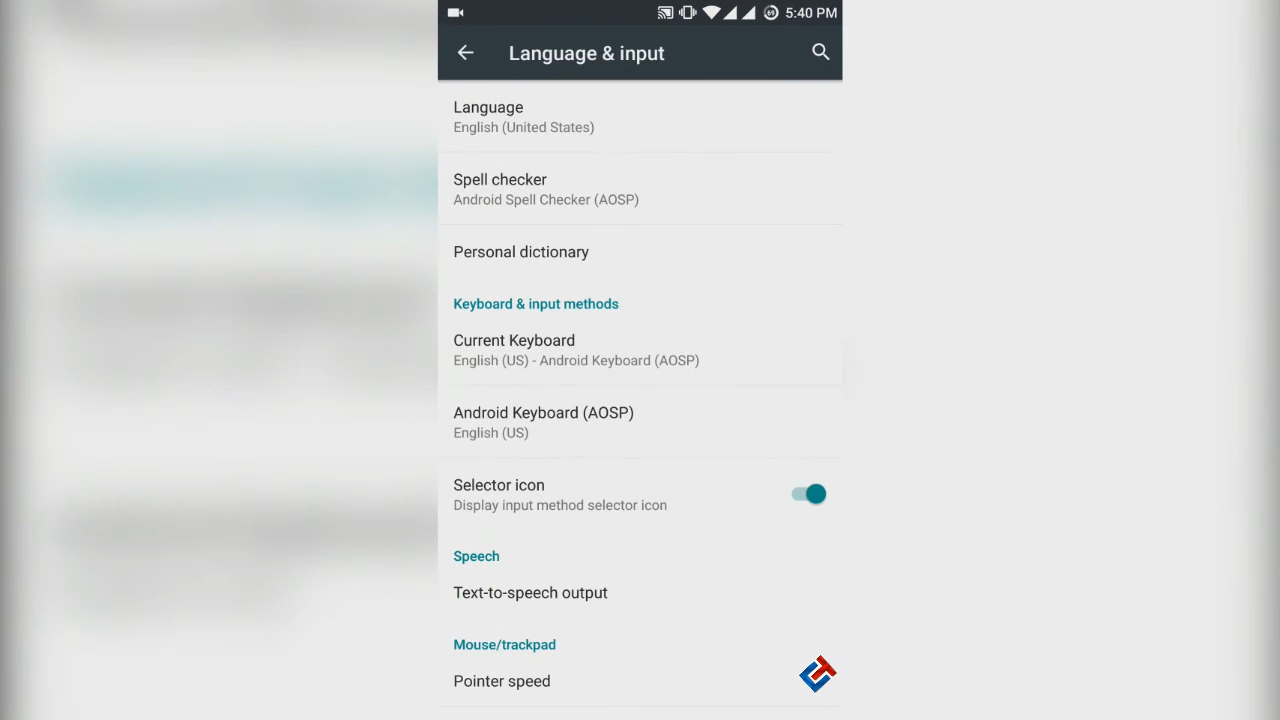 5:40 PM
Language & input
Language
English (United States)
Spell checker
Android Spell Checker (AOSP)
Personal dictionary
Keyboard & input methods
Current Keyboard
English (US) - Android Keyboard (AOSP)
Android Keyboard (AOSP)
English (US)
Selector icon
Display input method selector icon
Speech
Text-to-speech output
Mouse/trackpad
Pointer speed